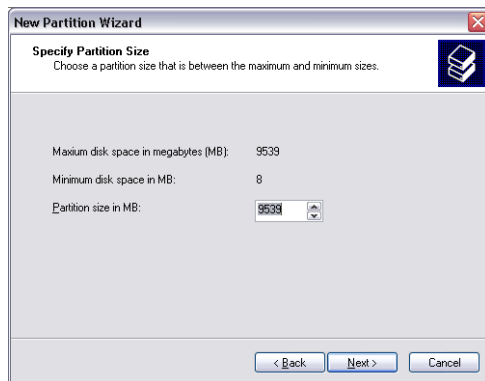 New Partition Wizard
Specify Partition Size
Choose a partition size that is between the maximum and minimum sizes.
Maxium disk space in megabytes (MB): 9539
Minimum disk space in MB: 8
Partition size in MB: 9539
< Back Next > Cancel